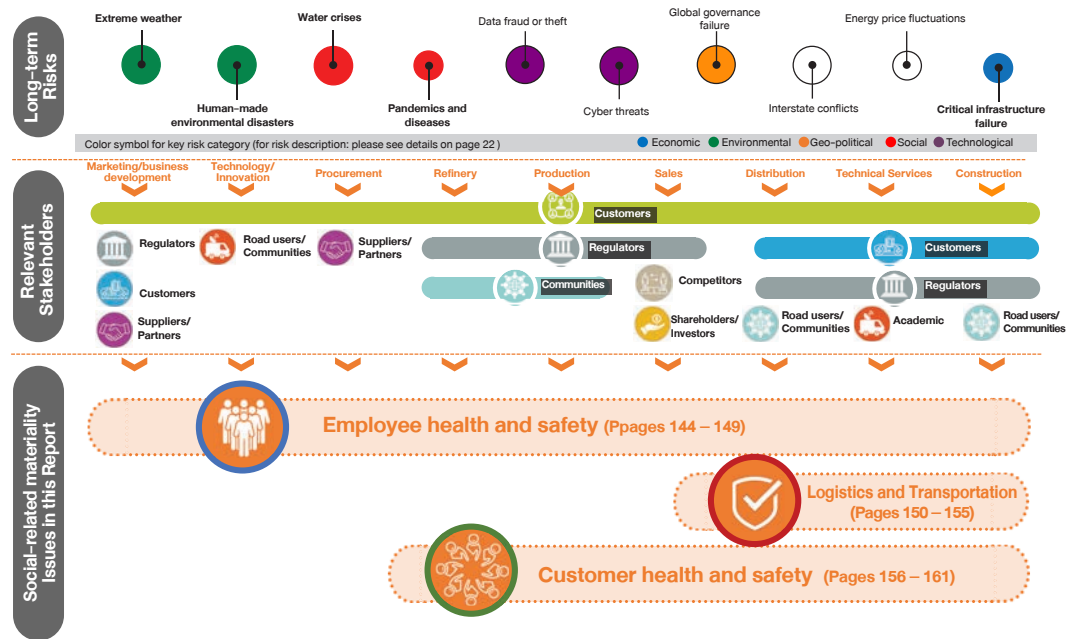 Long-term
Risks
Extreme weather
Water crises
Data fraud or theft
Global governance
failure
Energy price fluctuations
Human-made
environmental disasters
Pandemics and
diseases
Cyber threats
Interstate conflicts
Critical infrastructure
failure
Color symbol for key risk category (for risk description: please see details on page 22 )
Economic
Environmental
Geo-political
Social
Technological
Relevant
Stakeholders
Marketing/business
development
Technology/
Innovation
Procurement
Refinery
Production
Sales
Distribution
Technical Services
Construction
Customers
Regulators
Road users/
Communities
Suppliers/
Partners
Regulators
Customers
Customers
Communities
Competitors
Regulators
Suppliers/
Partners
Shareholders/
Investors
Road users/
Communities
Academic
Road users/
Communities
Social-related materiality
Issues in this Report
Employee health and safety (Ppages 144 – 149)
Logistics and Transportation
(Pages 150 – 155)
Customer health and safety (Pages 156 – 161)